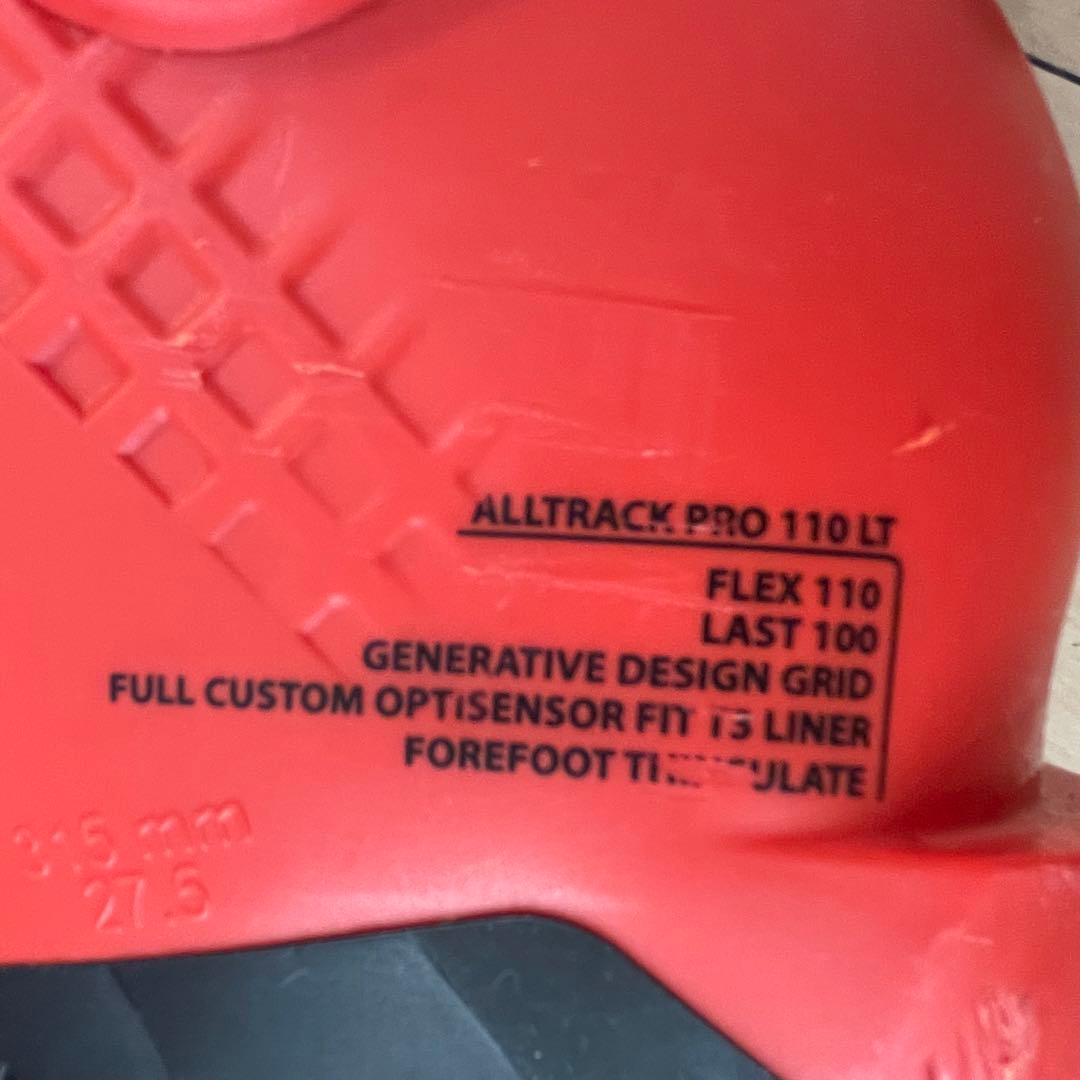 ALLTRACK PRO 110 LT
FLEX 110
LAST 100
GENERATIVE DESIGN GRID
FULL CUSTOM OPTISENSOR FIT T3 LINER
FOREFOOT
315 mm
27.5